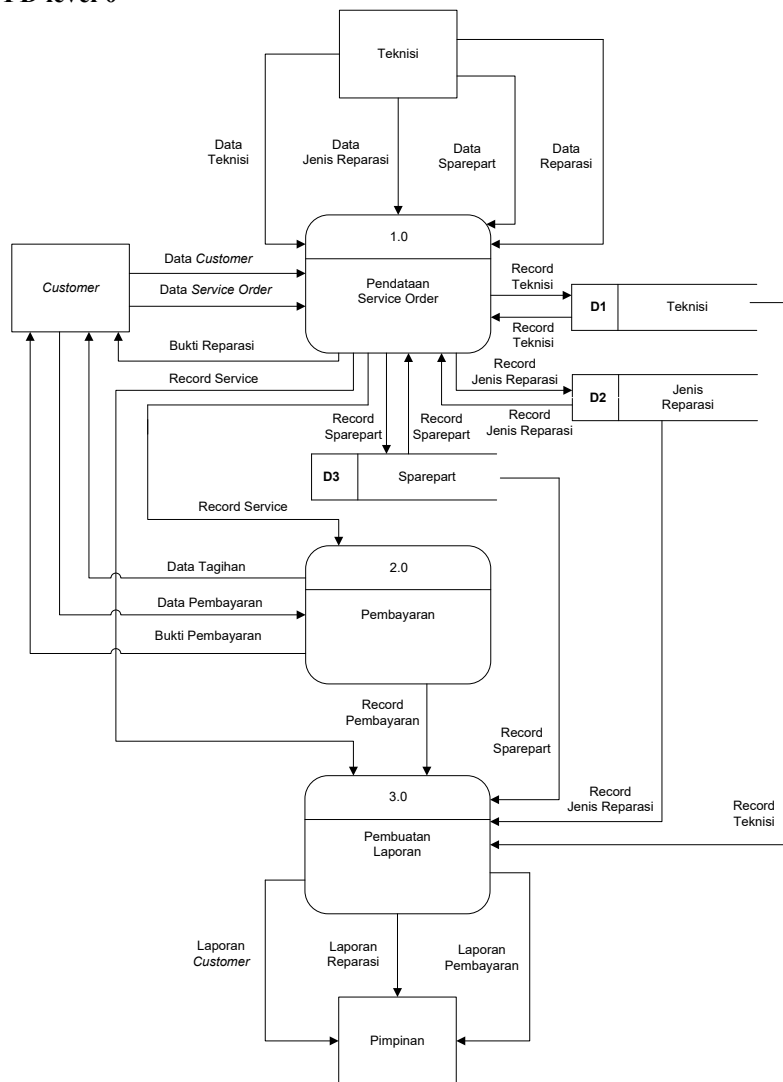 Teknisi
Data
Teknisi
Data
Jenis Reparasi
Data
Sparepart
Data
Reparasi
1.0
Pendataan
Service Order
Customer
Data Customer
Data Service Order
Bukti Reparasi
Record Service
Record
Teknisi
Record
Teknisi
D1
Teknisi
Record
Jenis Reparasi
Record
Jenis Reparasi
D2
Jenis
Reparasi
Record
Sparepart
Record
Sparepart
D3
Sparepart
Record Service
2.0
Pembayaran
Data Tagihan
Data Pembayaran
Bukti Pembayaran
Record
Pembayaran
Record
Sparepart
Record
Jenis Reparasi
Record
Teknisi
3.0
Pembuatan
Laporan
Laporan
Customer
Laporan
Reparasi
Laporan
Pembayaran
Pimpinan